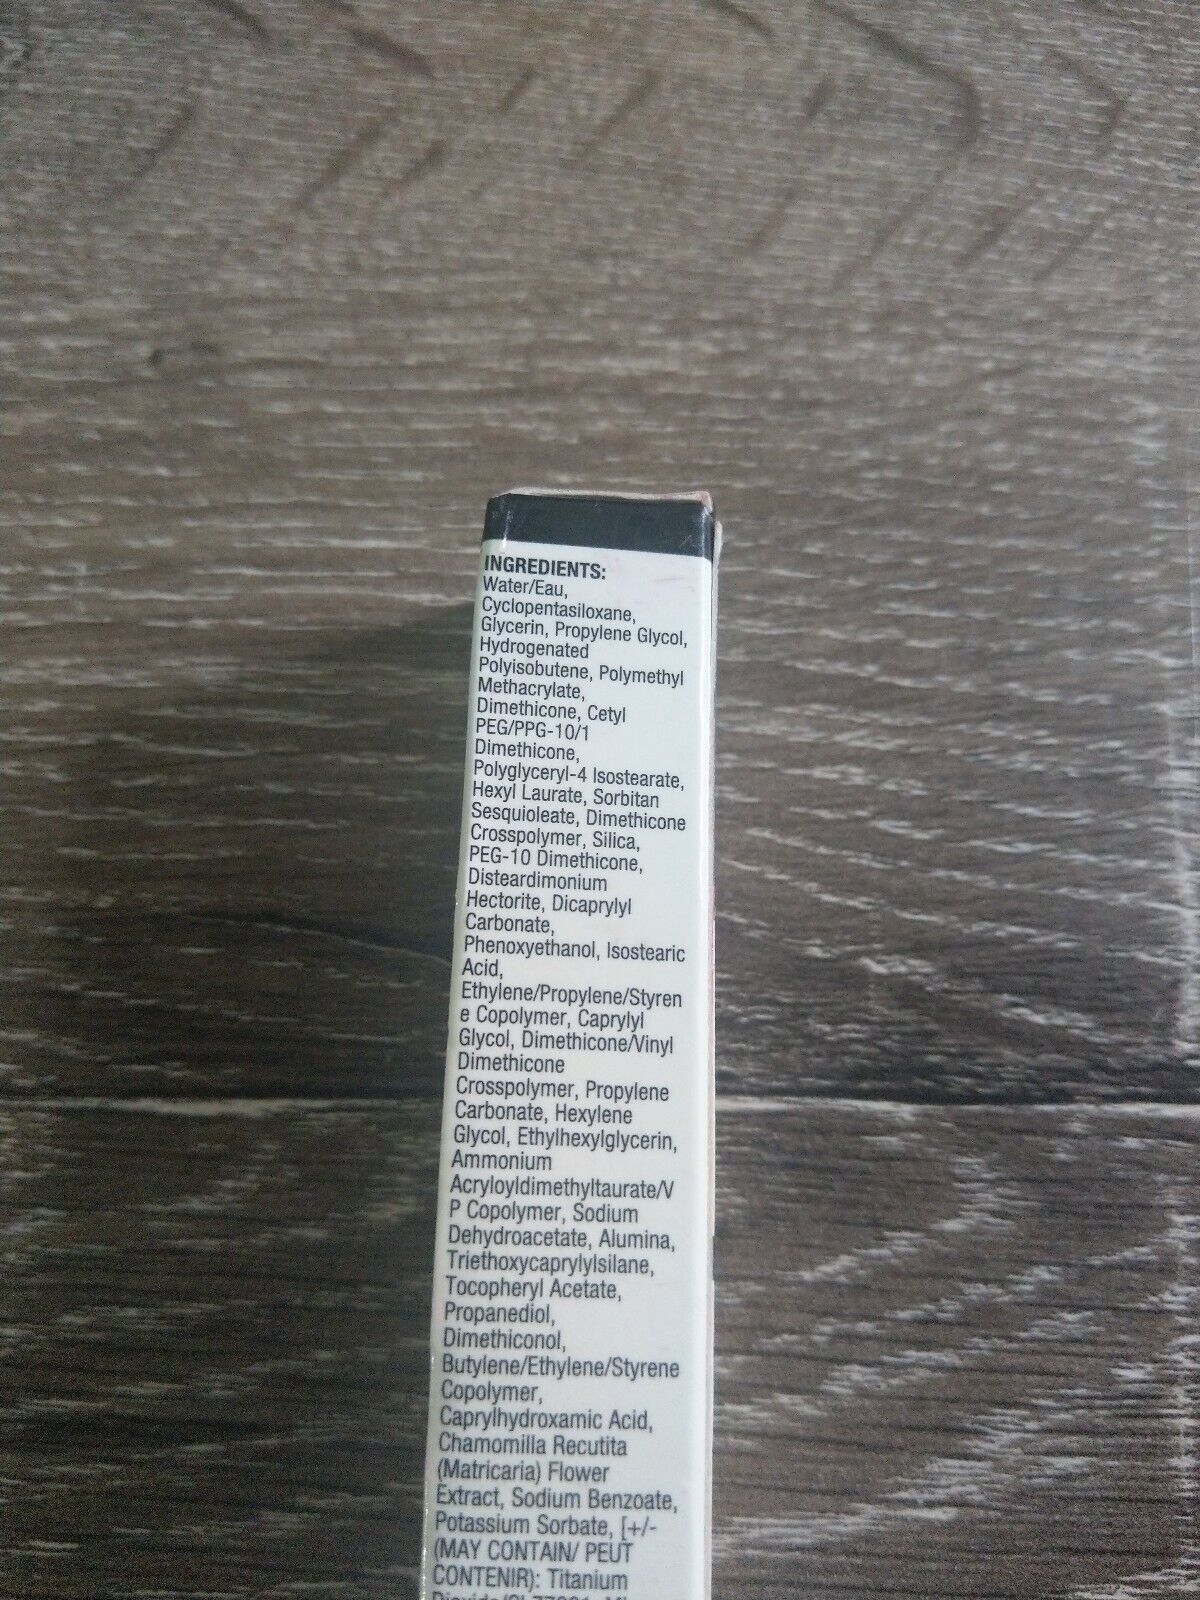 INGREDIENTS:
Water/Eau,
Cyclopentasiloxane,
Glycerin, Propylene Glycol,
Hydrogenated
Polyisobutene, Polymethyl
Methacrylate,
Dimethicone, Cetyl
PEG/PPG-10/1
Dimethicone,
Polyglyceryl-4 Isostearate,
Hexyl Laurate, Sorbitan
Sesquioleate, Dimethicone
Crosspolymer, Silica,
PEG-10 Dimethicone,
Disteardimonium
Hectorite, Dicaprylyl
Carbonate,
Phenoxyethanol, Isostearic
Acid,
Ethylene/Propylene/Styren
e Copolymer, Caprylyl
Glycol, Dimethicone/Vinyl
Dimethicone
Crosspolymer, Propylene
Carbonate, Hexylene
Glycol, Ethylhexylglycerin,
Ammonium
Acryloyldimethyltaurate/V
P Copolymer, Sodium
Dehydroacetate, Alumina,
Triethoxycaprylylsilane,
Tocopheryl Acetate,
Propanediol,
Dimethiconol,
Butylene/Ethylene/Styrene
Copolymer,
Caprylhydroxamic Acid,
Chamomilla Recutita
(Matricaria) Flower
Extract, Sodium Benzoate,
Potassium Sorbate, [+/-
(MAY CONTAIN/ PEUT
CONTENIR): Titanium